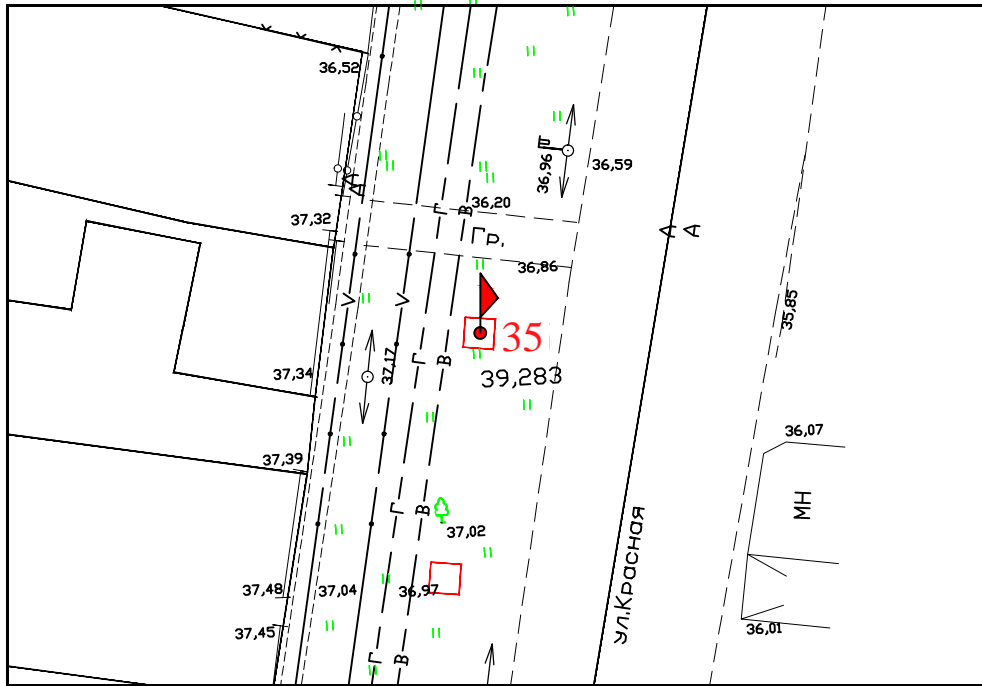 36,52
36,96
П
36,59
А
А
36,20
Г
В
37,32
Гр.
А
А
36,86
V
V
35,85
35
37,17
Г
В
37,34
39,283
36,07
37,39
МН
Г
В
37,02
ул.Красная
37,48
37,04
36,97
37,45
36,01
Г
В